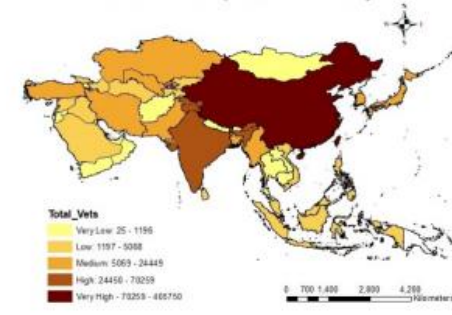 N
Total_Vets
Very Low: 25 - 1196
Low: 1197 - 5068
Medium: 5069 - 24449
High: 24450 - 70259
Very High - 70259 - 405750
0 700 1,400 2,800 4,200
Kilometers